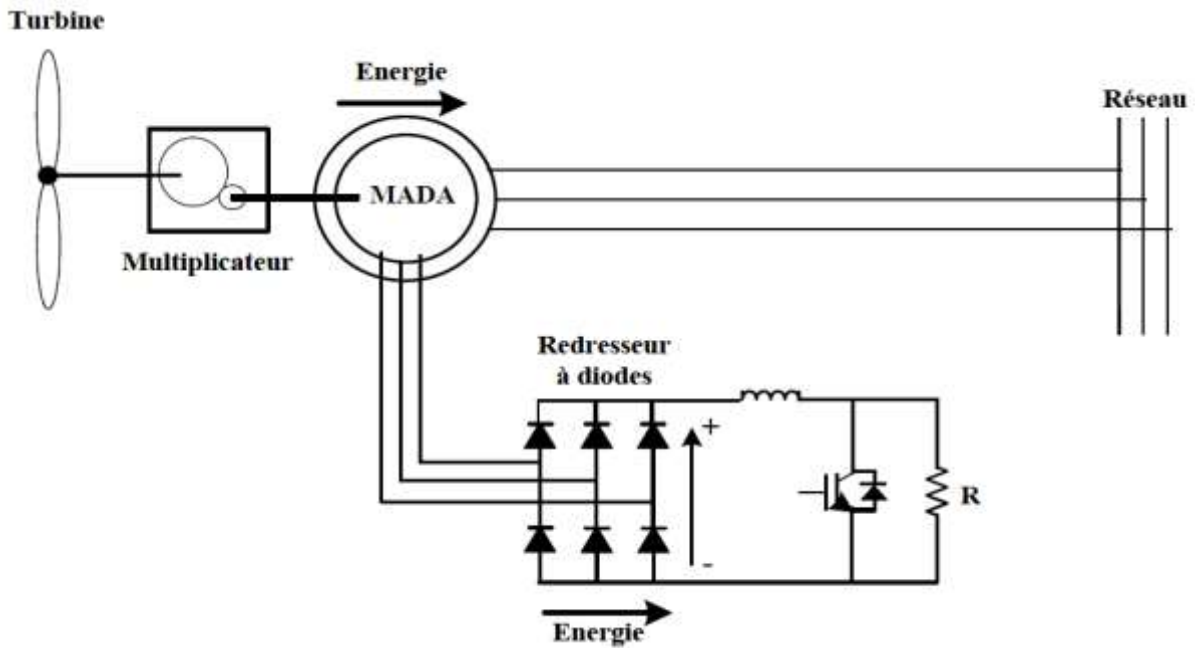 Turbine
Energie
Réseau
MADA
Multiplicateur
Redresseur
à diodes
+
R
-
Energie